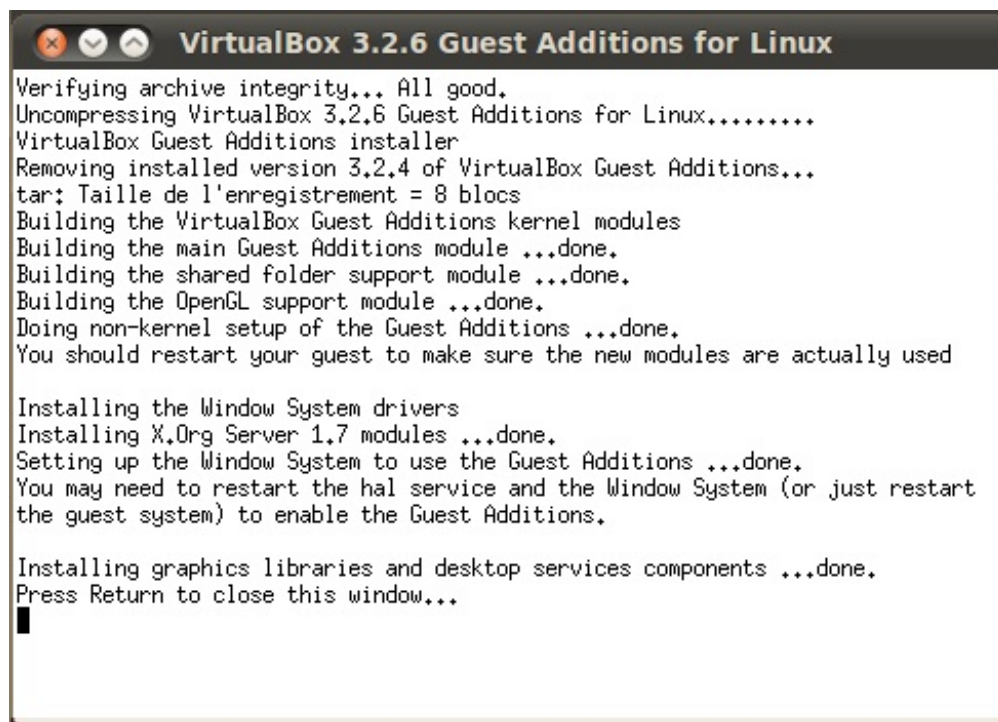 VirtualBox 3.2.6 Guest Additions for Linux
Verifying archive integrity... All good.
Uncompressing VirtualBox 3.2.6 Guest Additions for Linux.........
VirtualBox Guest Additions installer
Removing installed version 3.2.4 of VirtualBox Guest Additions...
tar: Taille de l'enregistrement = 8 blocs
Building the VirtualBox Guest Additions kernel modules
Building the main Guest Additions module ...done.
Building the shared folder support module ...done.
Building the OpenGL support module ...done.
Doing non-kernel setup of the Guest Additions ...done.
You should restart your guest to make sure the new modules are actually used
Installing the Window System drivers
Installing X.Org Server 1.7 modules ...done.
Setting up the Window System to use the Guest Additions ...done.
You may need to restart the hal service and the Window System (or just restart
the guest system) to enable the Guest Additions.
Installing graphics libraries and desktop services components ...done.
Press Return to close this window...